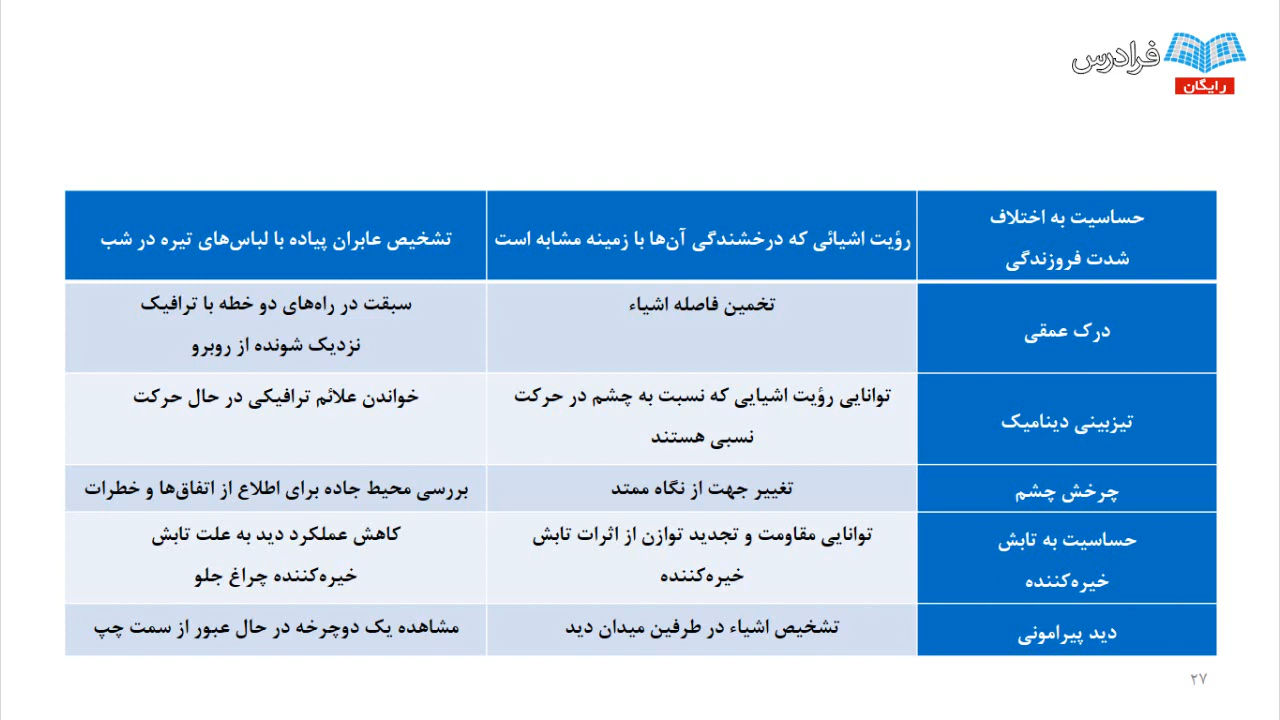 فرادرس
رایگان
حساسیت به اختلاف
شدت فروزندگی
رؤیت اشیائی که درخشندگی آن‌ها با زمینه مشابه است
تشخیص عابران پیاده با لباس‌های تیره در شب
درک عمقی
تخمین فاصله اشیاء
سبقت در راه‌های دو خطه با ترافیک
نزدیک شونده از روبرو
تیزبینی دینامیک
توانایی رؤیت اشیایی که نسبت به چشم در حرکت
نسبی هستند
خواندن علائم ترافیکی در حال حرکت
چرخش چشم
تغییر جهت از نگاه ممتد
بررسی محیط جاده برای اطلاع از اتفاق‌ها و خطرات
حساسیت به تابش
خیره‌کننده
توانایی مقاومت و تجدید توازن از اثرات تابش
خیره‌کننده
کاهش عملکرد دید به علت تابش
خیره‌کننده چراغ جلو
دید پیرامونی
تشخیص اشیاء در طرفین میدان دید
مشاهده یک دوچرخه در حال عبور از سمت چپ
۲۷